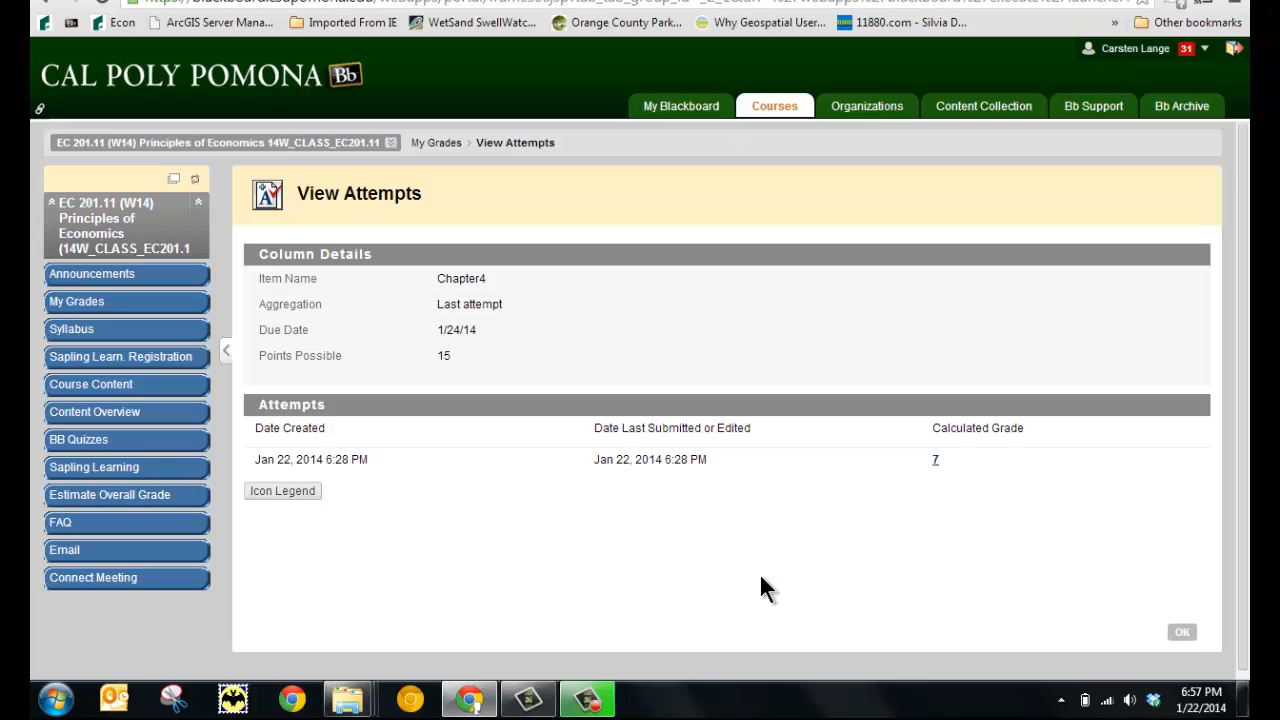 Econ ArcGIS Server Mana... Imported From IE WetSand SwellWatc... Orange County Park... Why Geospatial User... 11880.com - Silvia D... » Other bookmarks
Carsten Lange 31
CAL POLY POMONA Bb
My Blackboard Courses Organizations Content Collection Bb Support Bb Archive
EC 201.11 (W14) Principles of Economics 14W_CLASS_EC201.11 My Grades > View Attempts
EC 201.11 (W14)
Principles of
Economics
(14W_CLASS_EC201.1
Announcements
My Grades
Syllabus
Sapling Learn. Registration
Course Content
Content Overview
BB Quizzes
Sapling Learning
Estimate Overall Grade
FAQ
Email
Connect Meeting
View Attempts
Column Details
Item Name Chapter4
Aggregation Last attempt
Due Date 1/24/14
Points Possible 15
Attempts
Date Created Date Last Submitted or Edited Calculated Grade
Jan 22, 2014 6:28 PM Jan 22, 2014 6:28 PM 7
Icon Legend
OK
6:57 PM
1/22/2014